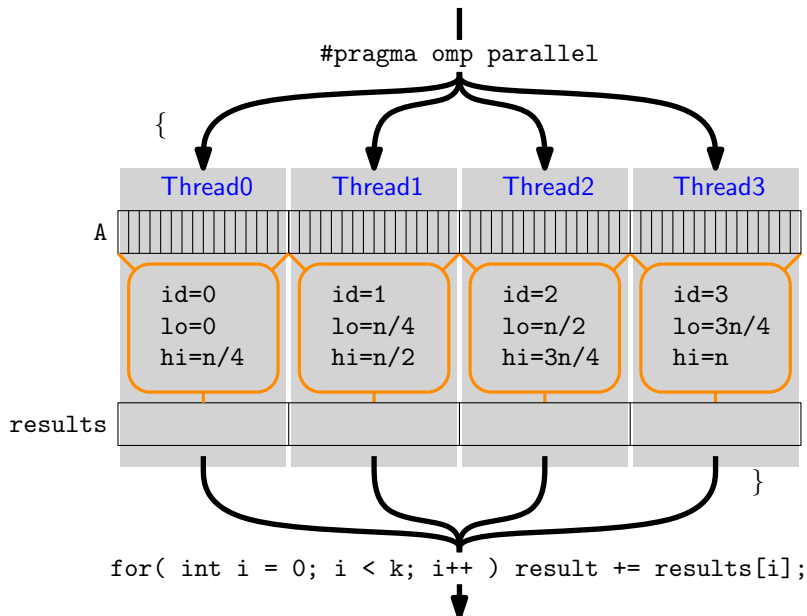 #pragma omp parallel
{
Thread0 Thread1 Thread2 Thread3
A
id=0 id=1 id=2 id=3
lo=0 lo=n/4 lo=n/2 lo=3n/4
hi=n/4 hi=n/2 hi=3n/4 hi=n
results
}
for( int i = 0; i < k; i++ ) result += results[i];